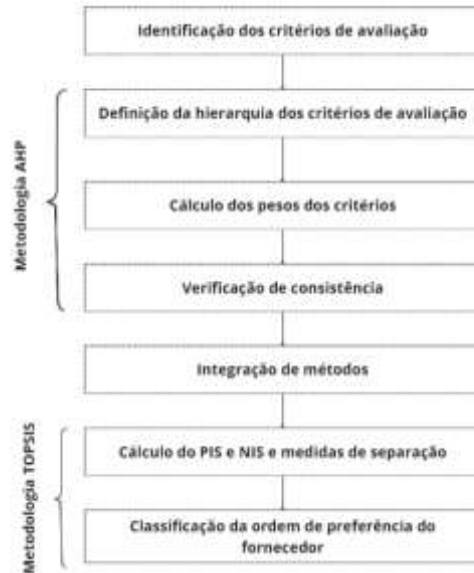 Identificação dos critérios de avaliação
Metodologia AHP
Definição da hierarquia dos critérios de avaliação
Cálculo dos pesos dos critérios
Verificação de consistência
Integração de métodos
Metodologia TOPSIS
Cálculo do PIS e NIS e medidas de separação
Classificação da ordem de preferência do
fornecedor